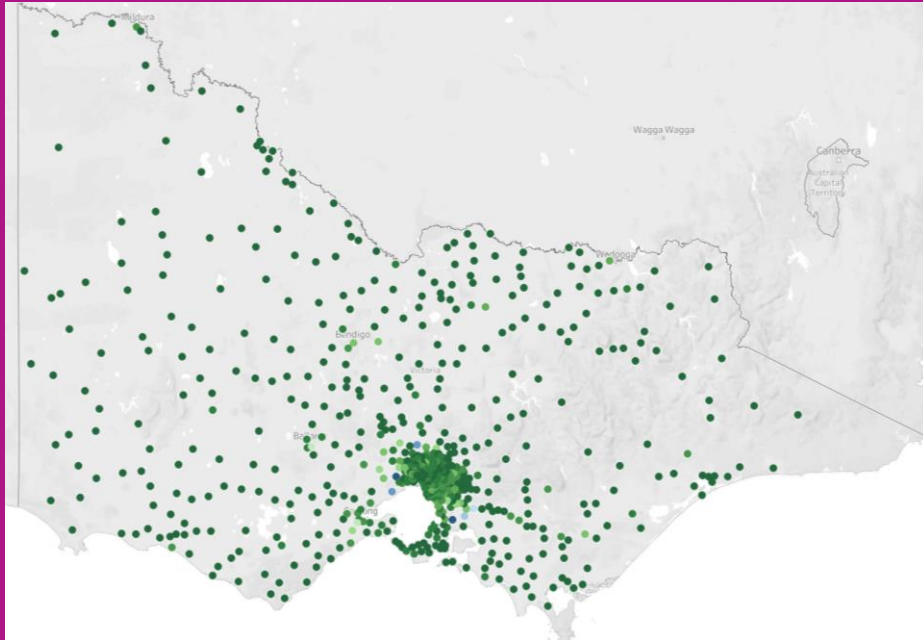 Mildura
Wagga Wagga
Canberra
Australian
Capital
Territory
Wodonga
Bendigo
Victoria
Ballarat
Geelong